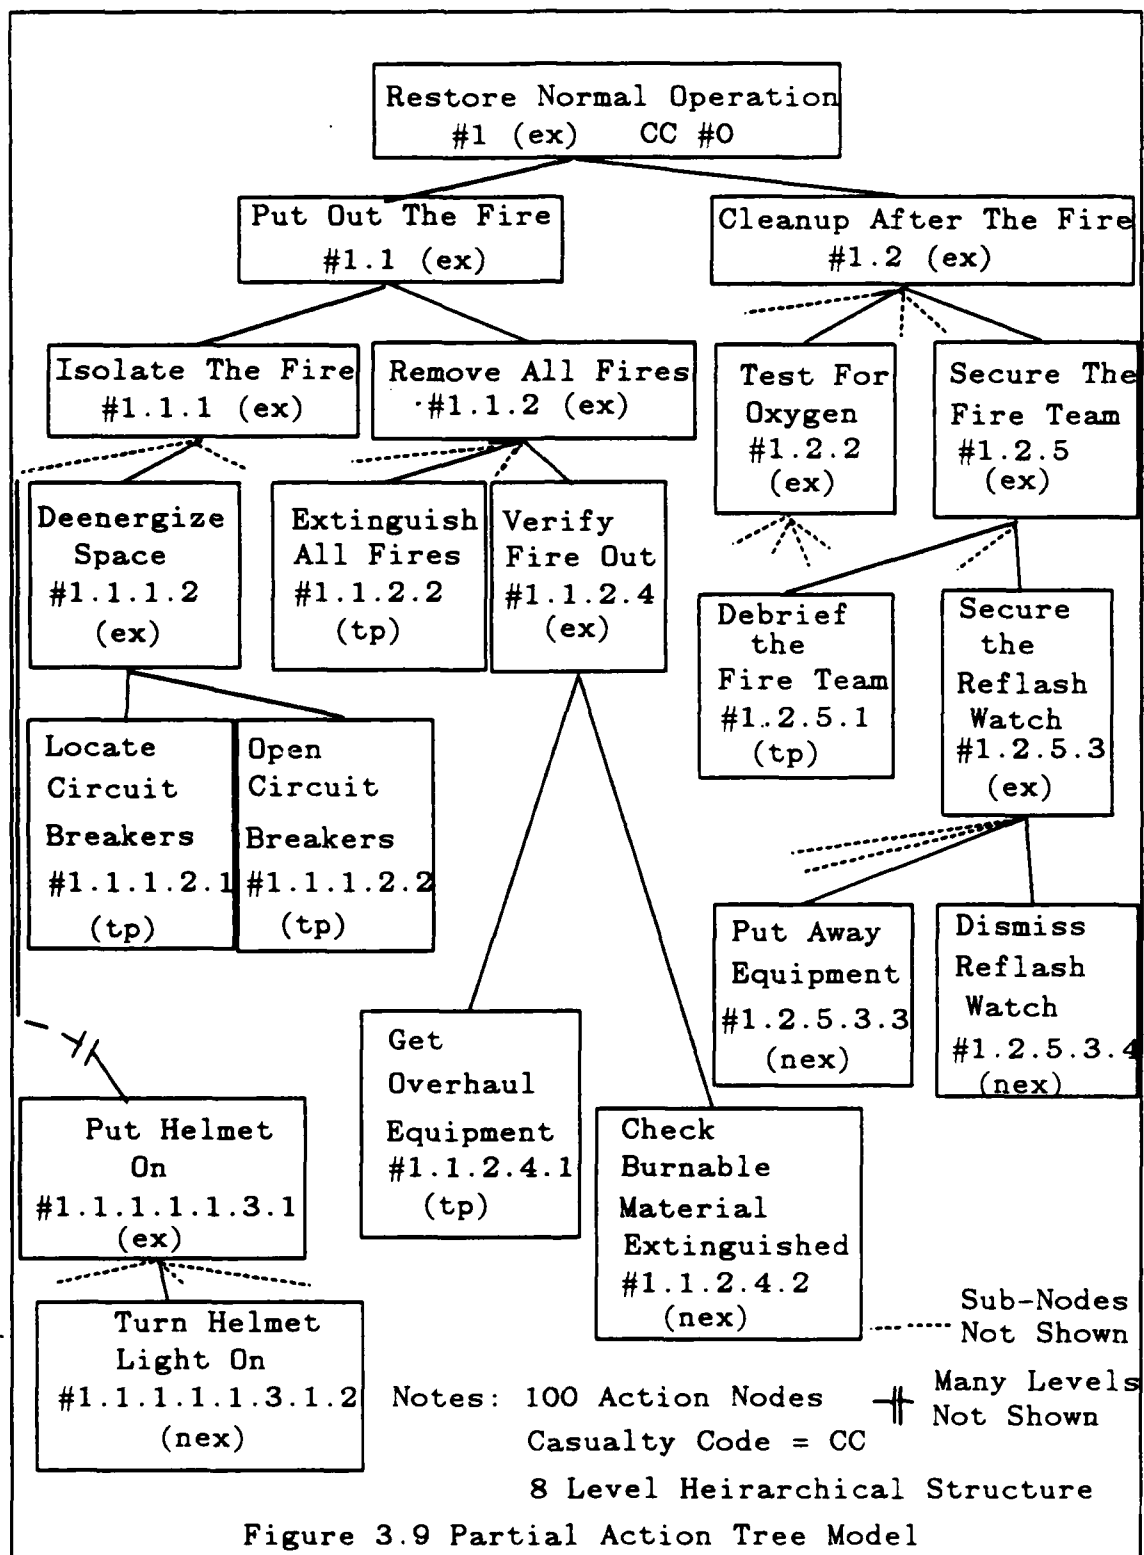 Restore Normal Operation
#1 (ex) CC #0
Put Out The Fire
#1.1 (ex)
Cleanup After The Fire
#1.2 (ex)
Isolate The Fire
#1.1.1 (ex)
Remove All Fires
#1.1.2 (ex)
Test For
Oxygen
#1.2.2
(ex)
Secure The
Fire Team
#1.2.5
(ex)
Deenergize
Space
#1.1.1.2
(ex)
Extinguish
All Fires
#1.1.2.2
(tp)
Verify
Fire Out
#1.1.2.4
(ex)
Debrief
the
Fire Team
#1.2.5.1
(tp)
Secure
the
Reflash
Watch
#1.2.5.3
(ex)
Locate
Circuit
Breakers
#1.1.1.2.1
(tp)
Open
Circuit
Breakers
#1.1.1.2.2
(tp)
Put Away
Equipment
#1.2.5.3.3
(nex)
Dismiss
Reflash
Watch
#1.2.5.3.4
(nex)
Get
Overhaul
Equipment
#1.1.2.4.1
(tp)
Check
Burnable
Material
Extinguished
#1.1.2.4.2
(nex)
Put Helmet
On
#1.1.1.1.1.3.1
(ex)
Turn Helmet
Light On
#1.1.1.1.1.3.1.2
(nex)
Sub-Nodes
Not Shown
Many Levels
Not Shown
Notes: 100 Action Nodes
Casualty Code = CC
8 Level Heirarchical Structure
Figure 3.9 Partial Action Tree Model